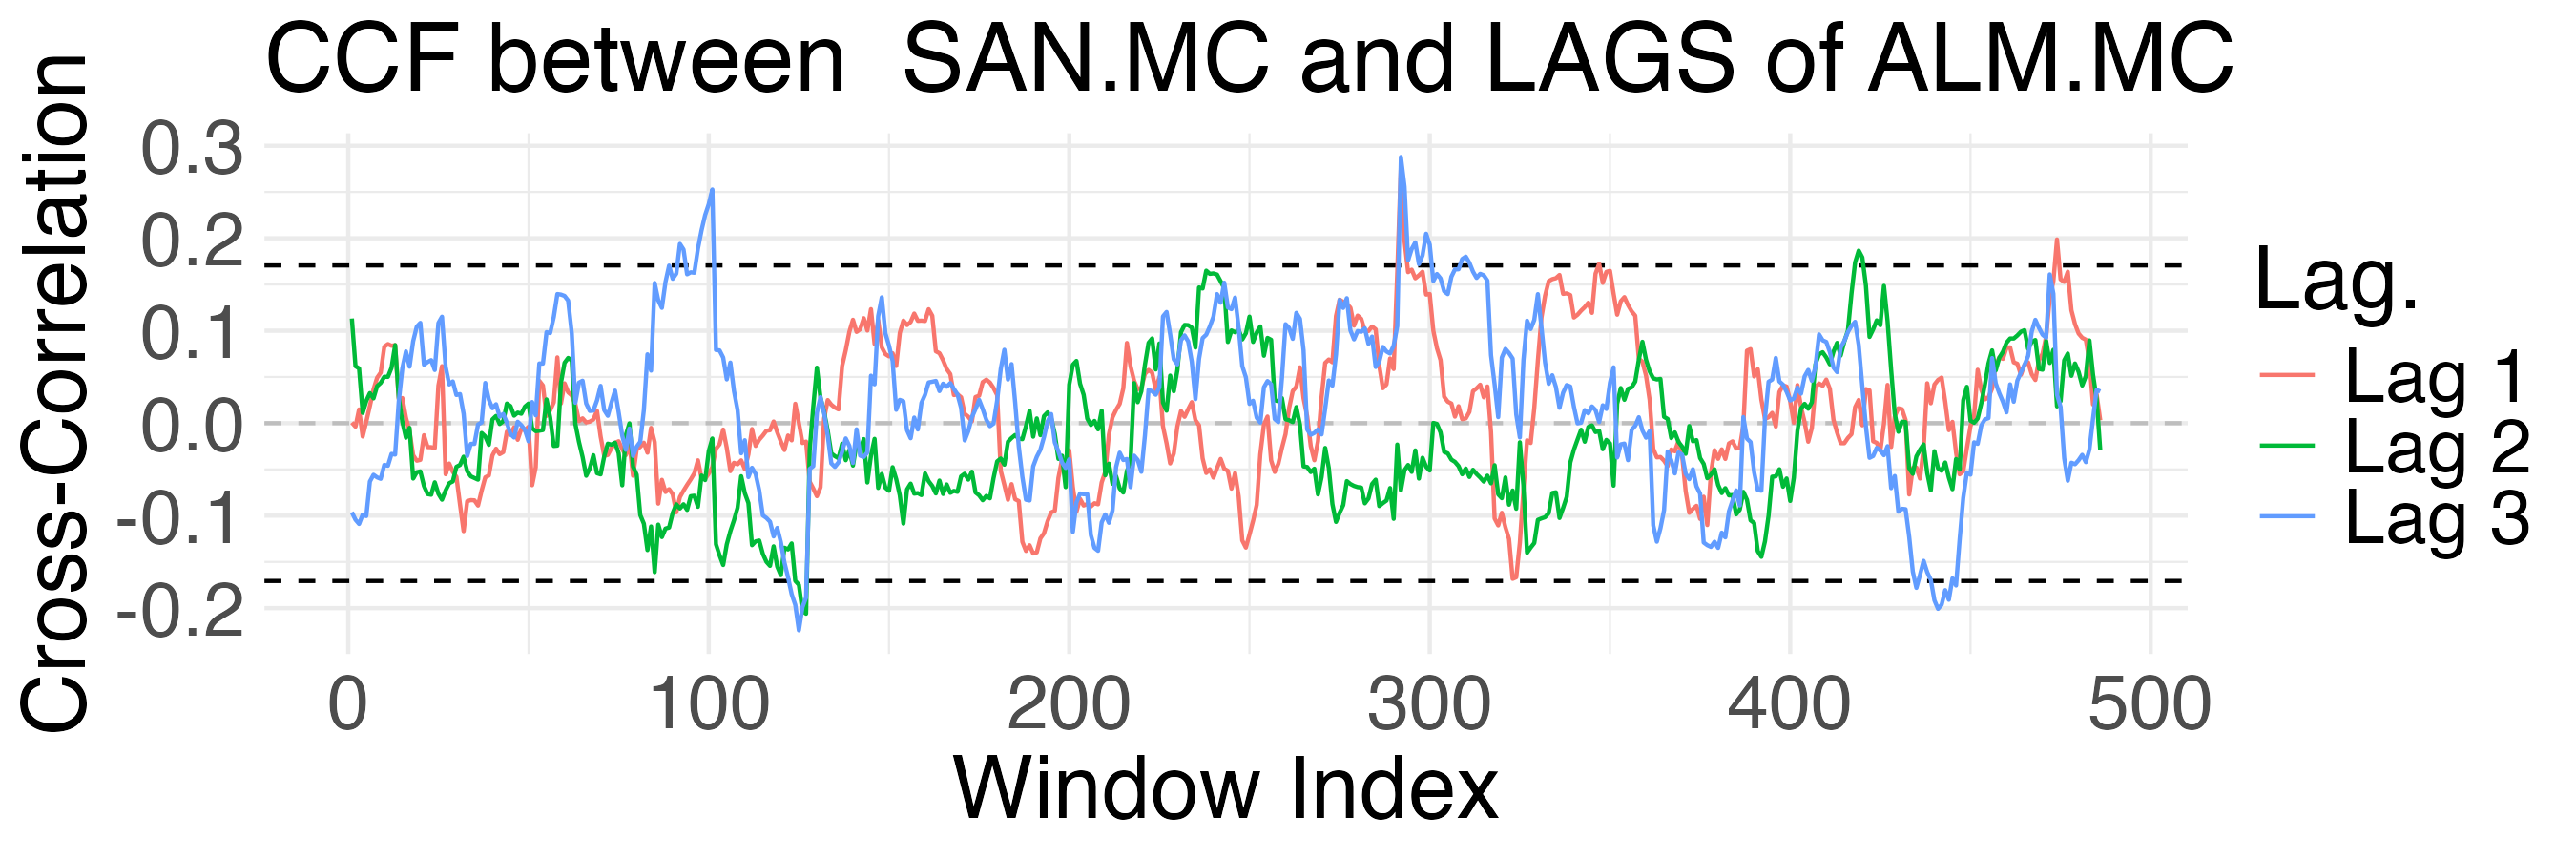 CCF between  SAN.MC and LAGS of ALM.MC
Cross-Correlation
0.3
0.2
0.1
0.0
-0.1
-0.2
0 100 200 300 400 500
Window Index
Lag.
Lag 1
Lag 2
Lag 3